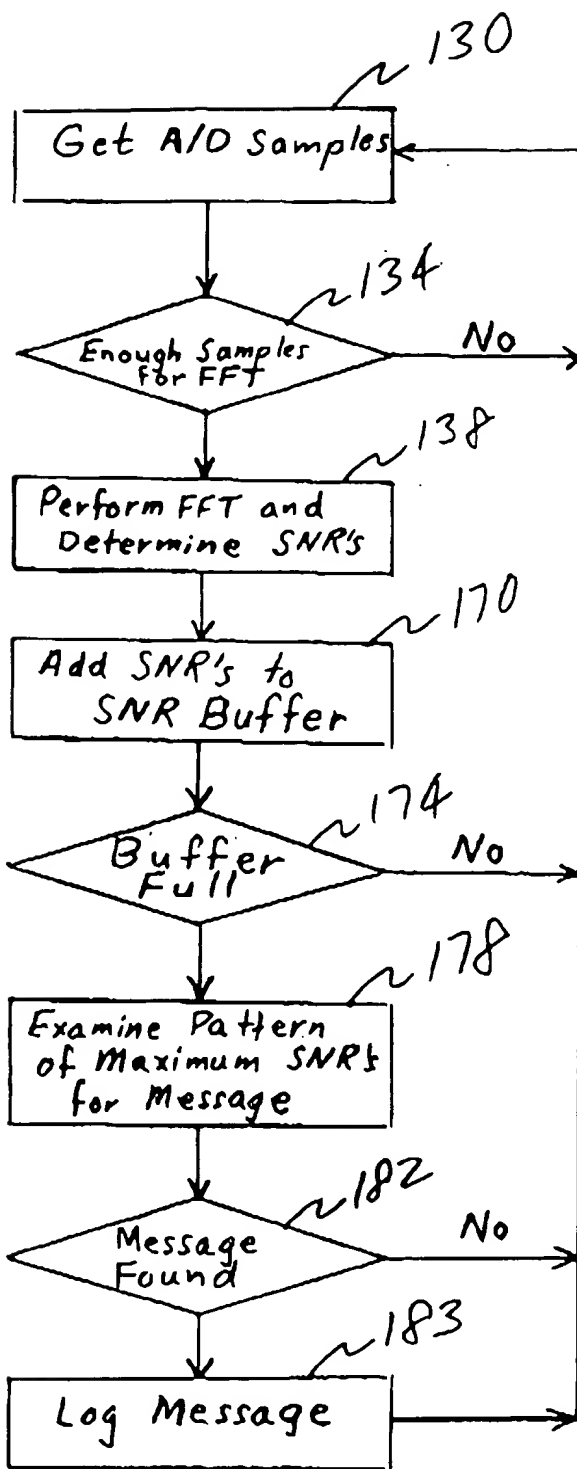 130
Get A/D Samples
134
Enough Samples
for FFT
No
138
Perform FFT and
Determine SNR's
170
Add SNR's to
SNR Buffer
174
Buffer
Full
No
178
Examine Pattern
of Maximum SNR's
for Message
182
Message
Found
No
183
Log Message